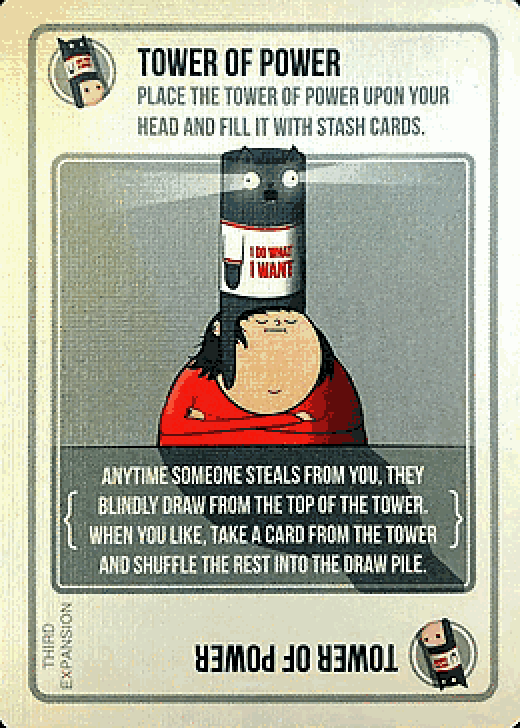 TOWER OF POWER
PLACE THE TOWER OF POWER UPON YOUR
HEAD AND FILL IT WITH STASH CARDS.
I DO WHAT
I WANT
ANYTIME SOMEONE STEALS FROM YOU, THEY
BLINDLY DRAW FROM THE TOP OF THE TOWER.
WHEN YOU LIKE, TAKE A CARD FROM THE TOWER
AND SHUFFLE THE REST INTO THE DRAW PILE.
THIRD
EXPANSION
TOWER OF POWER